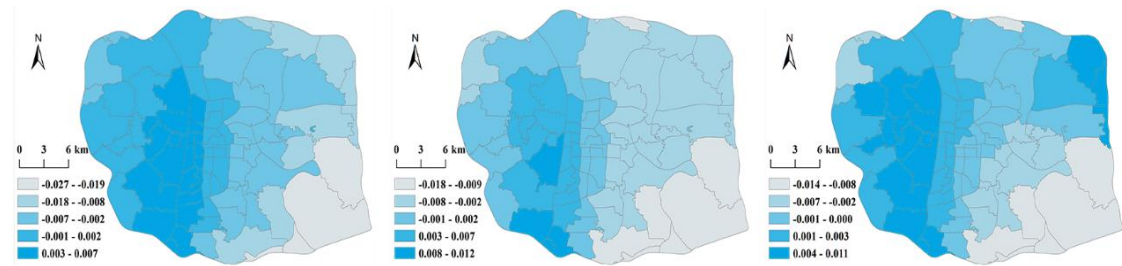 N
0 3 6 km
-0.027 - -0.019
-0.018 - -0.008
-0.007 - -0.002
-0.001 - 0.002
0.003 - 0.007
N
0 3 6 km
-0.018 - -0.009
-0.008 - -0.002
-0.001 - 0.002
0.003 - 0.007
0.008 - 0.012
N
0 3 6 km
-0.014 - -0.008
-0.007 - -0.002
-0.001 - 0.000
0.001 - 0.003
0.004 - 0.011